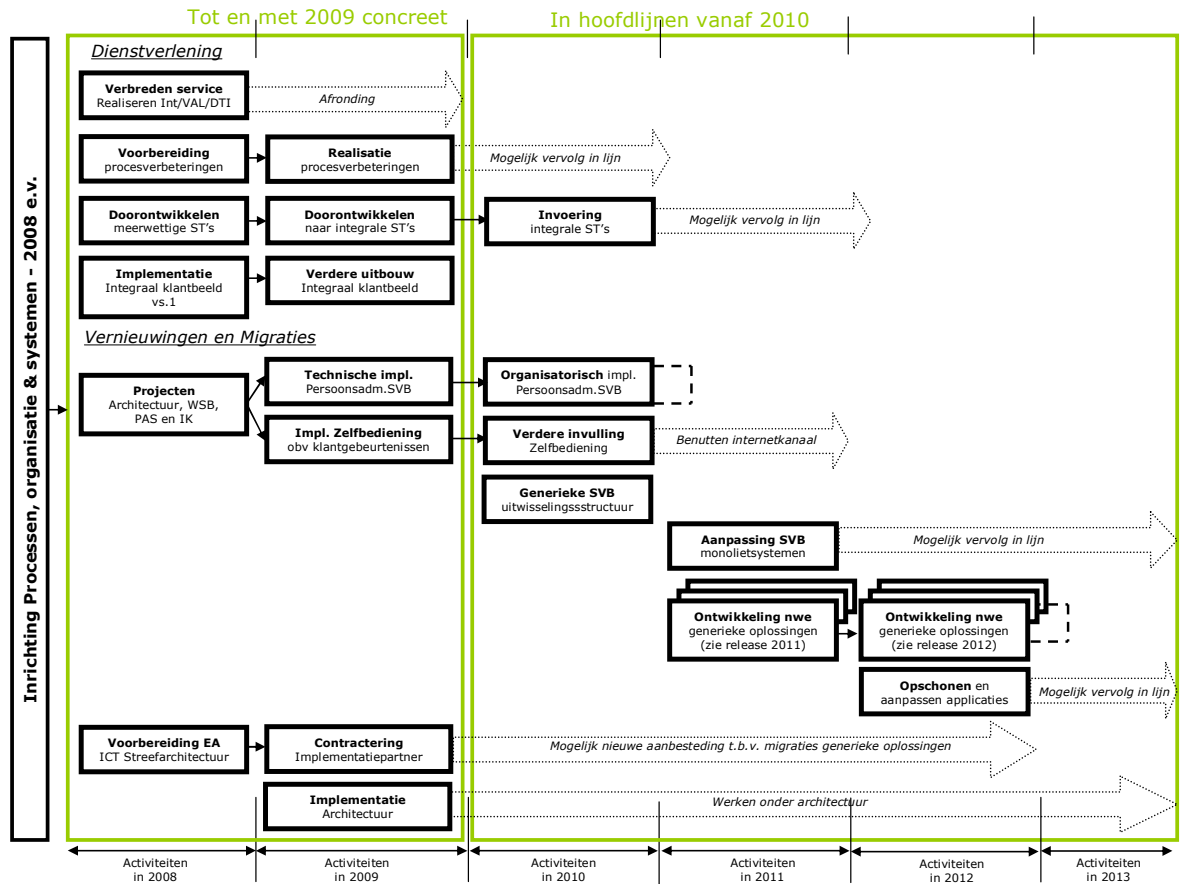 Tot en met 2009 concreet
In hoofdlijnen vanaf 2010
Inrichting Processen, organisatie & systemen - 2008 e.v.
Dienstverlening
Verbreden service
Realiseren Int/VAL/DTI
Afronding
Voorbereiding
procesverbeteringen
Realisatie
procesverbeteringen
Mogelijk vervolg in lijn
Doorontwikkelen
meerwettige ST's
Doorontwikkelen
naar integrale ST's
Invoering
integrale ST's
Mogelijk vervolg in lijn
Implementatie
Integraal klantbeeld
vs.1
Verdere uitbouw
Integraal klantbeeld
Vernieuwingen en Migraties
Projecten
Architectuur, WSB,
PAS en IK
Technische impl.
Persoonsadm.SVB
Organisatorisch impl.
Persoonsadm.SVB
Impl. Zelfbediening
obv klantgebeurtenissen
Verdere invulling
Zelfbediening
Benutten internetkanaal
Generieke SVB
uitwisselingssstructuur
Aanpassing SVB
monolietsystemen
Mogelijk vervolg in lijn
Ontwikkeling nwe
generieke oplossingen
(zie release 2011)
Ontwikkeling nwe
generieke oplossingen
(zie release 2012)
Opschonen en
aanpassen applicaties
Mogelijk vervolg in lijn
Voorbereiding EA
ICT Streefarchitectuur
Contractering
Implementatiepartner
Mogelijk nieuwe aanbesteding t.b.v. migraties generieke oplossingen
Implementatie
Architectuur
Werken onder architectuur
Activiteiten
in 2008
Activiteiten
in 2009
Activiteiten
in 2010
Activiteiten
in 2011
Activiteiten
in 2012
Activiteiten
in 2013